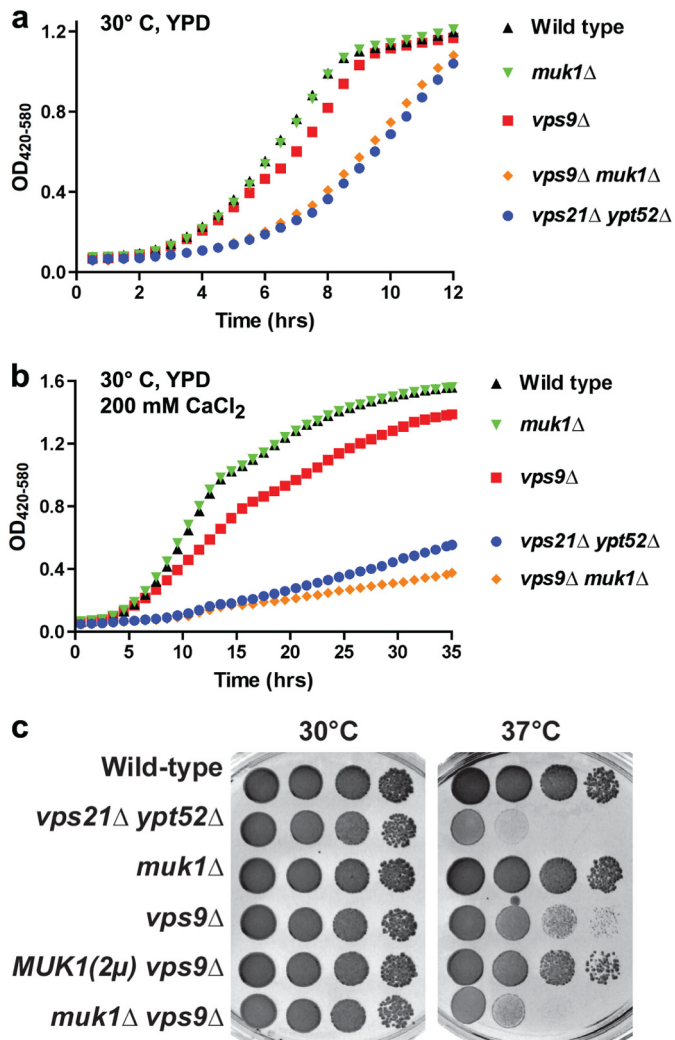 a
30° C, YPD
OD420-580
1.2
0.8
0.4
0.0
0 2 4 6 8 10 12
Time (hrs)
Wild type
muk1Δ
vps9Δ
vps9Δ muk1Δ
vps21Δ ypt52Δ
b
30° C, YPD
200 mM CaCl2
OD420-580
1.6
1.2
0.8
0.4
0.0
0 5 10 15 20 25 30 35
Time (hrs)
Wild type
muk1Δ
vps9Δ
vps21Δ ypt52Δ
vps9Δ muk1Δ
c
30°C 37°C
Wild-type
vps21Δ ypt52Δ
muk1Δ
vps9Δ
MUK1(2μ) vps9Δ
muk1Δ vps9Δ